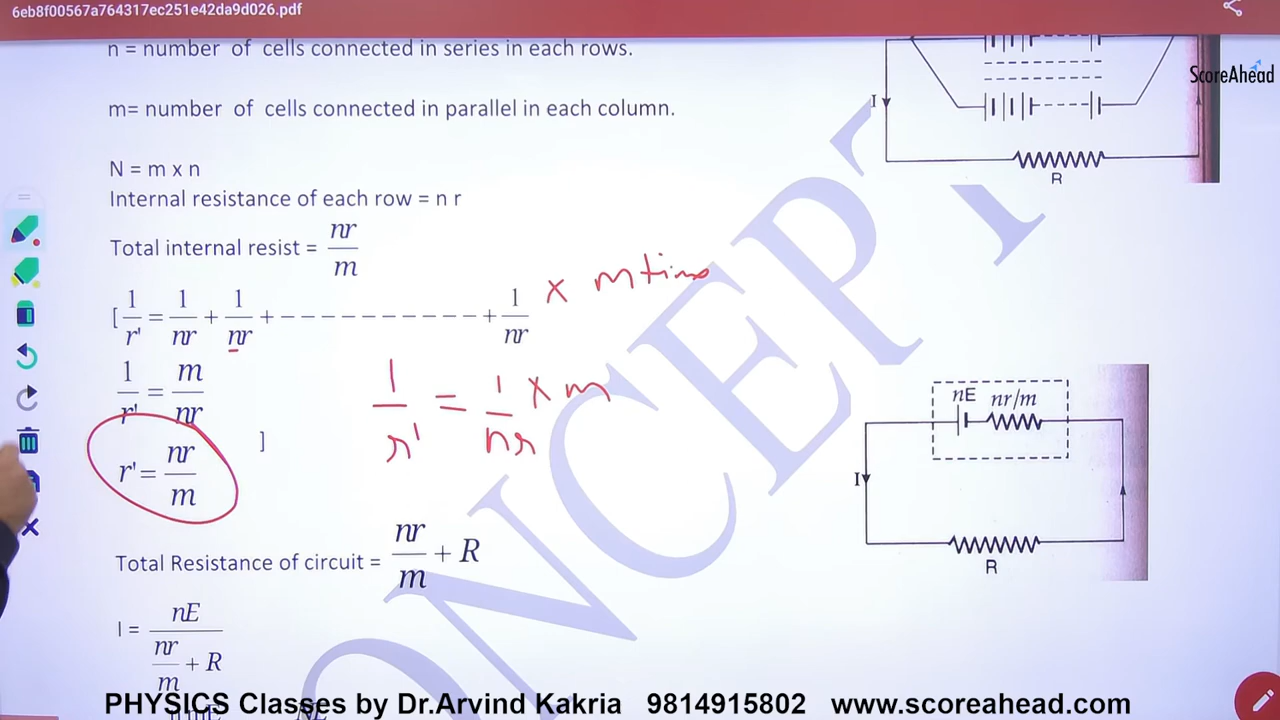 6eb8f00567a764317ec251e42da9d026.pdf
n = number of cells connected in series in each rows.
ScoreAhead
m= number of cells connected in parallel in each column.
I
R
N = m x n
Internal resistance of each row = n r
Total internal resist = nr/m
[1/r' = 1/nr + 1/nr + ----------- + 1/nr × m times
1/r' = m/nr
1/r' = 1/nr × m
r' = nr/m ]
nE nr/m
I
R
Total Resistance of circuit = nr/m + R
I = nE/(nr/m + R)
PHYSICS Classes by Dr.Arvind Kakria 9814915802 www.scoreahead.com